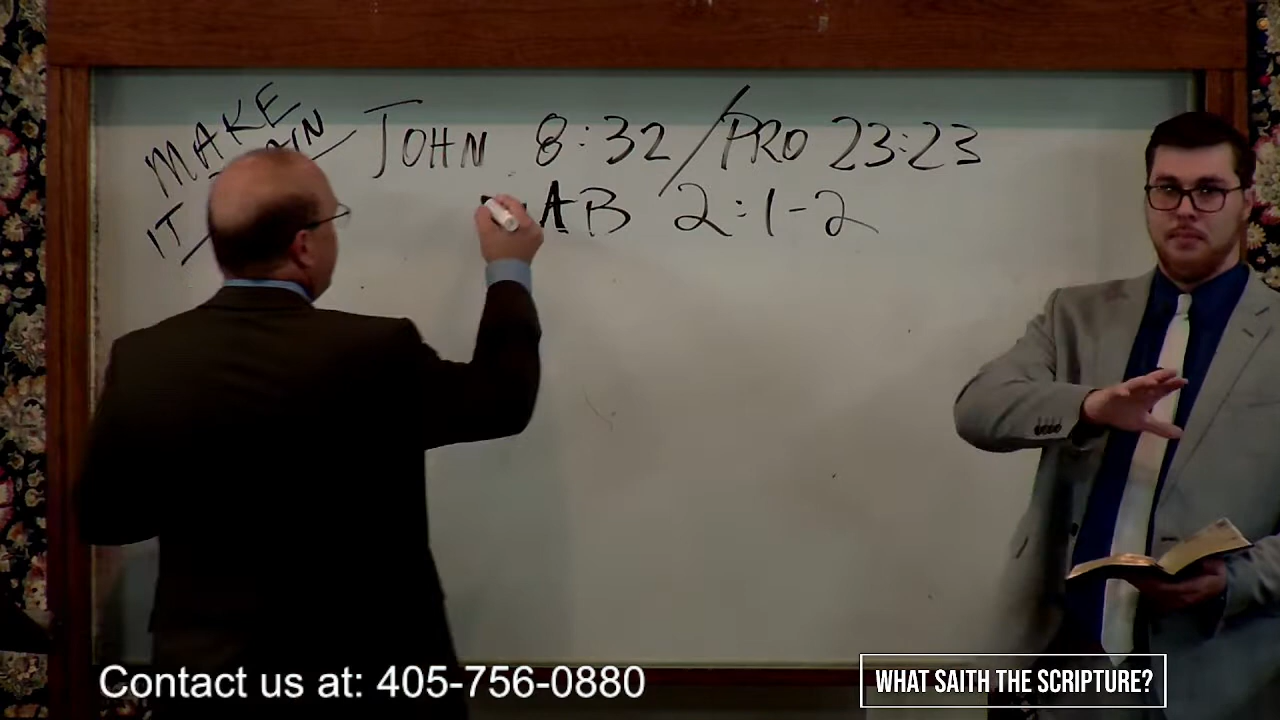 MAKE
IT
JOHN 8:32 / PRO 23:23
AB 2:1-2
Contact us at: 405-756-0880
WHAT SAITH THE SCRIPTURE?